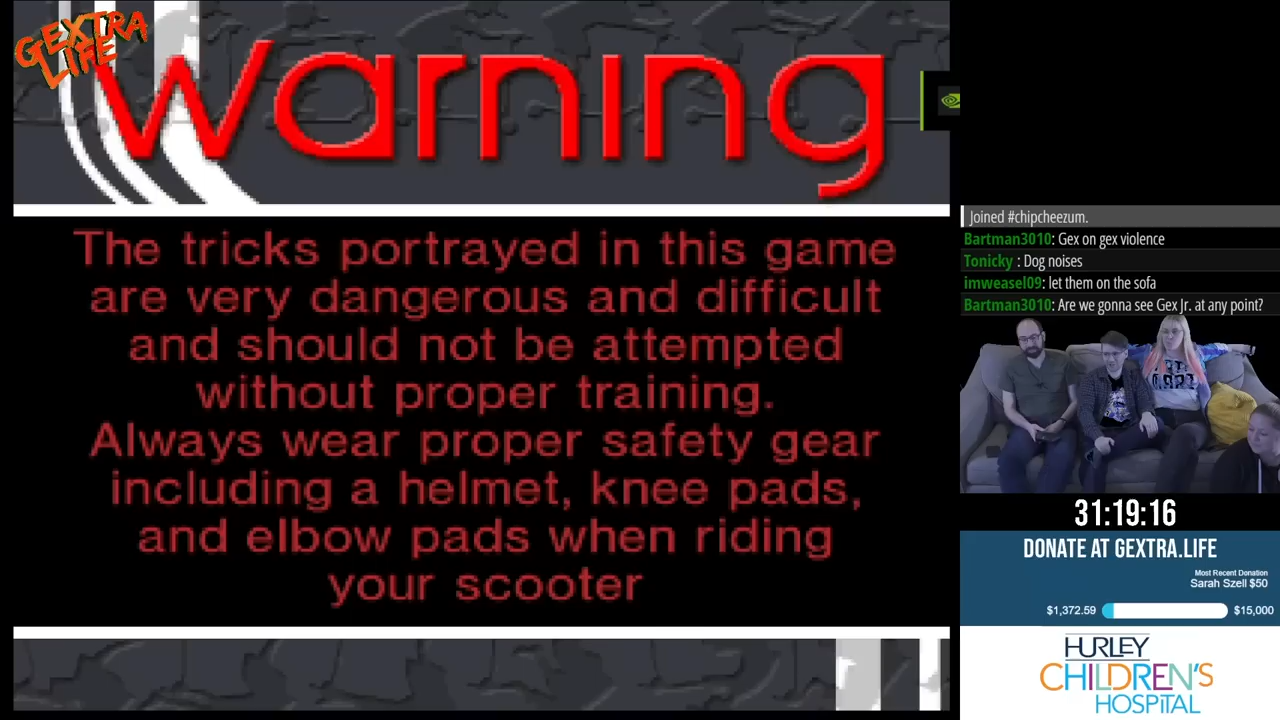 GEXTRA
LIFE
Warning
The tricks portrayed in this game
are very dangerous and difficult
and should not be attempted
without proper training.
Always wear proper safety gear
including a helmet, knee pads,
and elbow pads when riding
your scooter
Joined #chipcheezum.
Bartman3010: Gex on gex violence
Tonicky : Dog noises
imweasel09: let them on the sofa
Bartman3010: Are we gonna see Gex Jr. at any point?
31:19:16
DONATE AT GEXTRA.LIFE
Most Recent Donation
Sarah Szell $50
$1,372.59 $15,000
HURLEY
CHILDREN'S
HOSPITAL